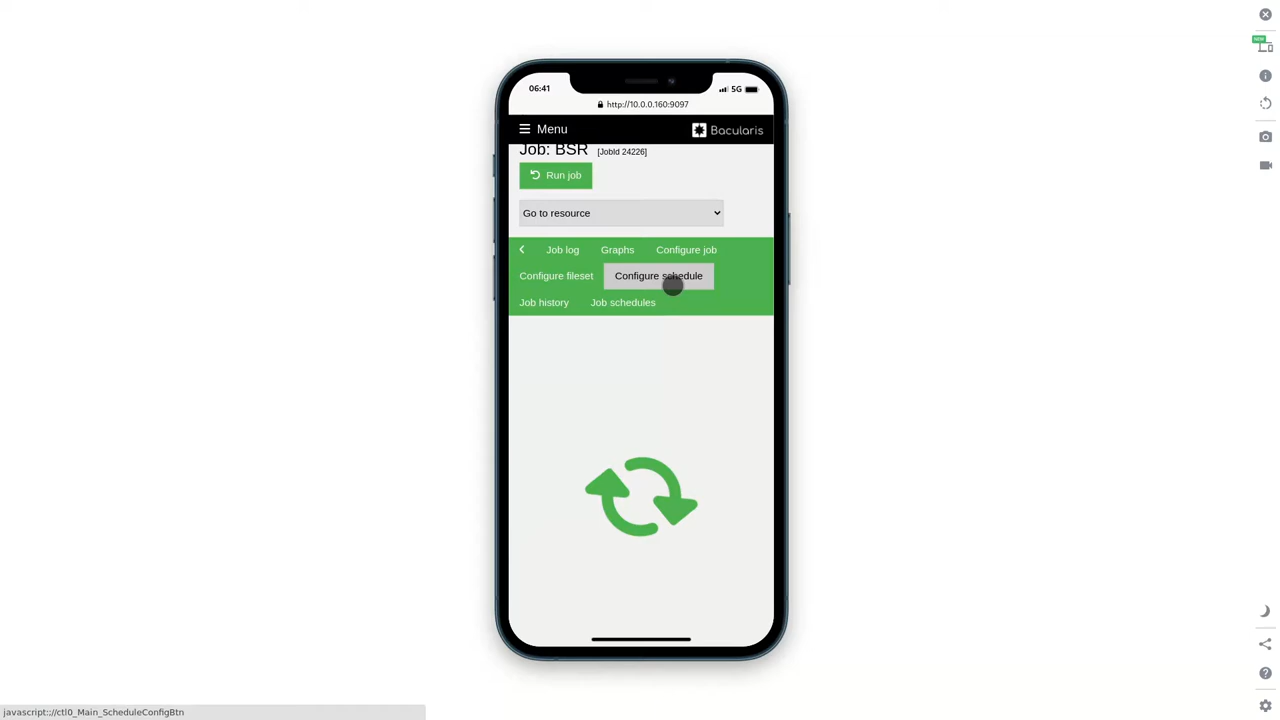 NEW
06:41 5G
http://10.0.0.160:9097
Menu Bacularis
Job: BSR [JobId 24226]
Run job
Go to resource
Job log Graphs Configure job
Configure fileset Configure schedule
Job history Job schedules
javascript:;//ctl0_Main_ScheduleConfigBtn